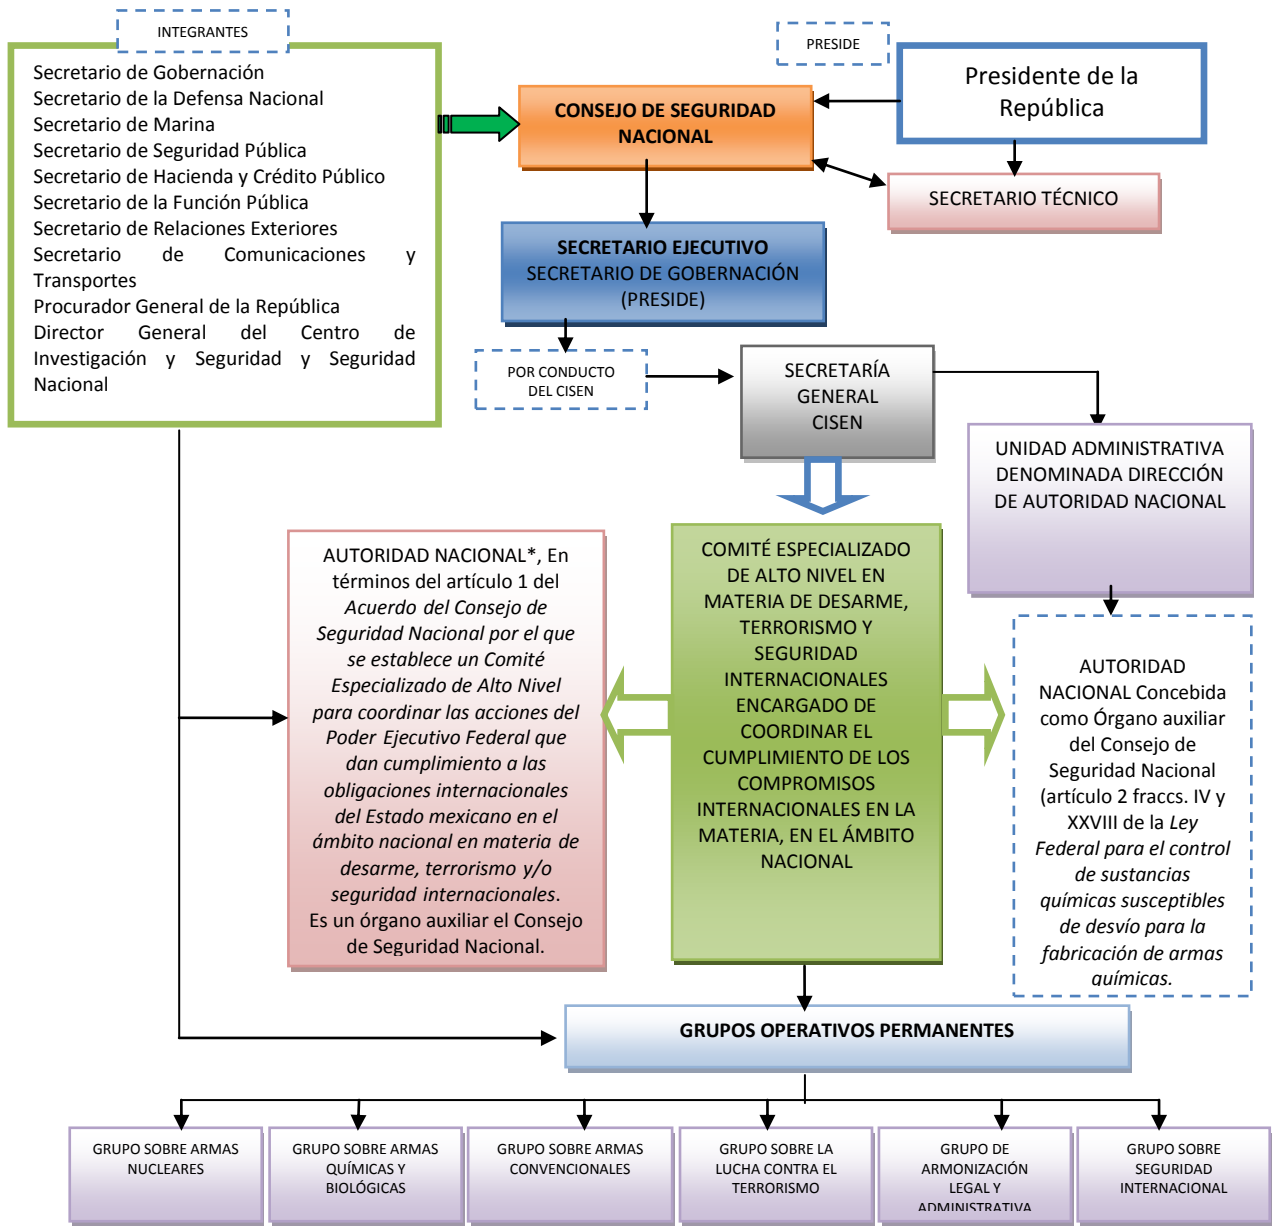 INTEGRANTES
Secretario de Gobernación
Secretario de la Defensa Nacional
Secretario de Marina
Secretario de Seguridad Pública
Secretario de Hacienda y Crédito Público
Secretario de la Función Pública
Secretario de Relaciones Exteriores
Secretario de Comunicaciones y
Transportes
Procurador General de la República
Director General del Centro de
Investigación y Seguridad y Seguridad
Nacional
PRESIDE
Presidente de la
República
CONSEJO DE SEGURIDAD
NACIONAL
SECRETARIO TÉCNICO
SECRETARIO EJECUTIVO
SECRETARIO DE GOBERNACIÓN
(PRESIDE)
POR CONDUCTO
DEL CISEN
SECRETARÍA
GENERAL
CISEN
UNIDAD ADMINISTRATIVA
DENOMINADA DIRECCIÓN
DE AUTORIDAD NACIONAL
AUTORIDAD NACIONAL*, En
términos del artículo 1 del
Acuerdo del Consejo de
Seguridad Nacional por el que
se establece un Comité
Especializado de Alto Nivel
para coordinar las acciones del
Poder Ejecutivo Federal que
dan cumplimiento a las
obligaciones internacionales
del Estado mexicano en el
ámbito nacional en materia de
desarme, terrorismo y/o
seguridad internacionales.
Es un órgano auxiliar el Consejo
de Seguridad Nacional.
COMITÉ ESPECIALIZADO
DE ALTO NIVEL EN
MATERIA DE DESARME,
TERRORISMO Y
SEGURIDAD
INTERNACIONALES
ENCARGADO DE
COORDINAR EL
CUMPLIMIENTO DE LOS
COMPROMISOS
INTERNACIONALES EN LA
MATERIA, EN EL ÁMBITO
NACIONAL
AUTORIDAD
NACIONAL Concebida
como Órgano auxiliar
del Consejo de
Seguridad Nacional
(artículo 2 fraccs. IV y
XXVIII de la Ley
Federal para el control
de sustancias
químicas susceptibles
de desvío para la
fabricación de armas
químicas.
GRUPOS OPERATIVOS PERMANENTES
GRUPO SOBRE ARMAS
NUCLEARES
GRUPO SOBRE ARMAS
QUÍMICAS Y
BIOLÓGICAS
GRUPO SOBRE ARMAS
CONVENCIONALES
GRUPO SOBRE LA
LUCHA CONTRA EL
TERRORISMO
GRUPO DE
ARMONIZACIÓN
LEGAL Y
ADMINISTRATIVA
GRUPO SOBRE
SEGURIDAD
INTERNACIONAL